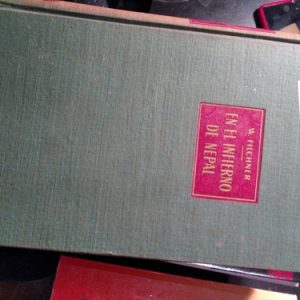 W. FILCHNER
EN EL INFIERNO
DE NEPAL